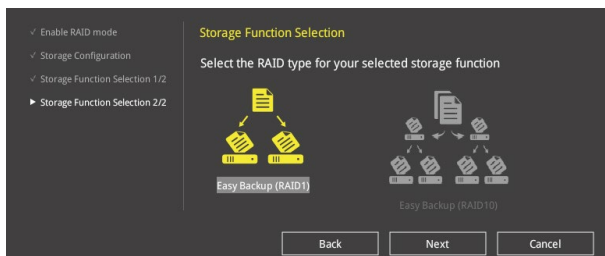 ✓ Enable RAID mode
✓ Storage Configuration
✓ Storage Function Selection 1/2
▶ Storage Function Selection 2/2
Storage Function Selection
Select the RAID type for your selected storage function
Easy Backup (RAID1)
Easy Backup (RAID10)
Back
Next
Cancel